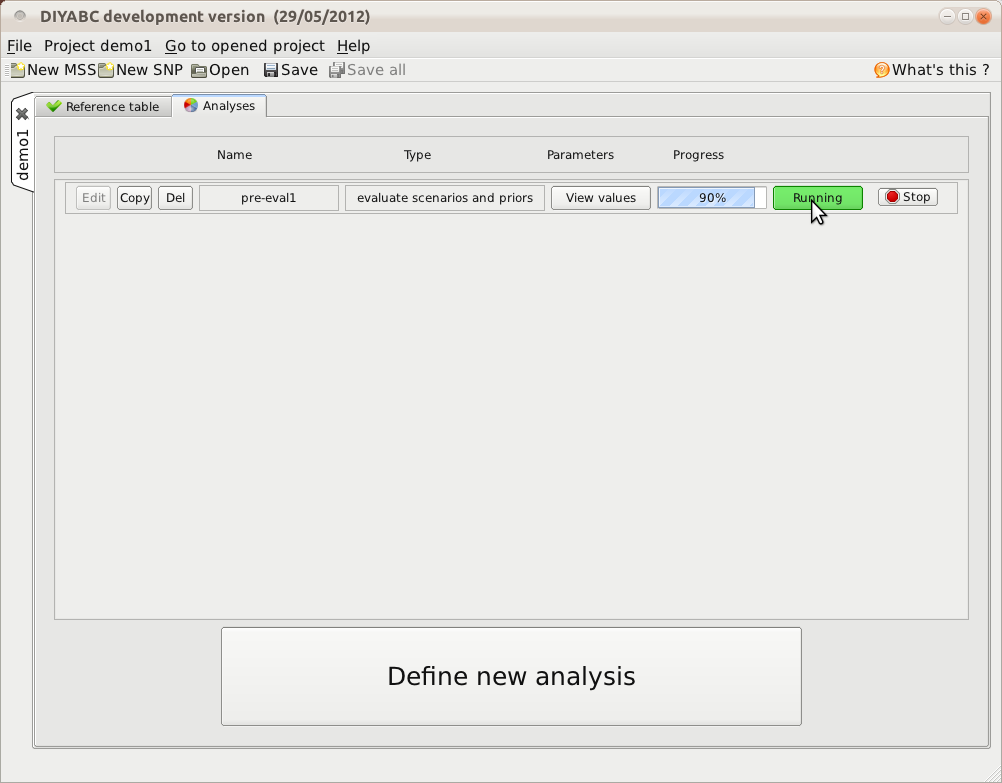 DIYABC development version (29/05/2012)
File Project demo1 Go to opened project Help
New MSS New SNP Open Save Save all What's this ?
demo1
Reference table Analyses
Name Type Parameters Progress
Edit Copy Del pre-eval1 evaluate scenarios and priors View values 90% Running Stop
Define new analysis